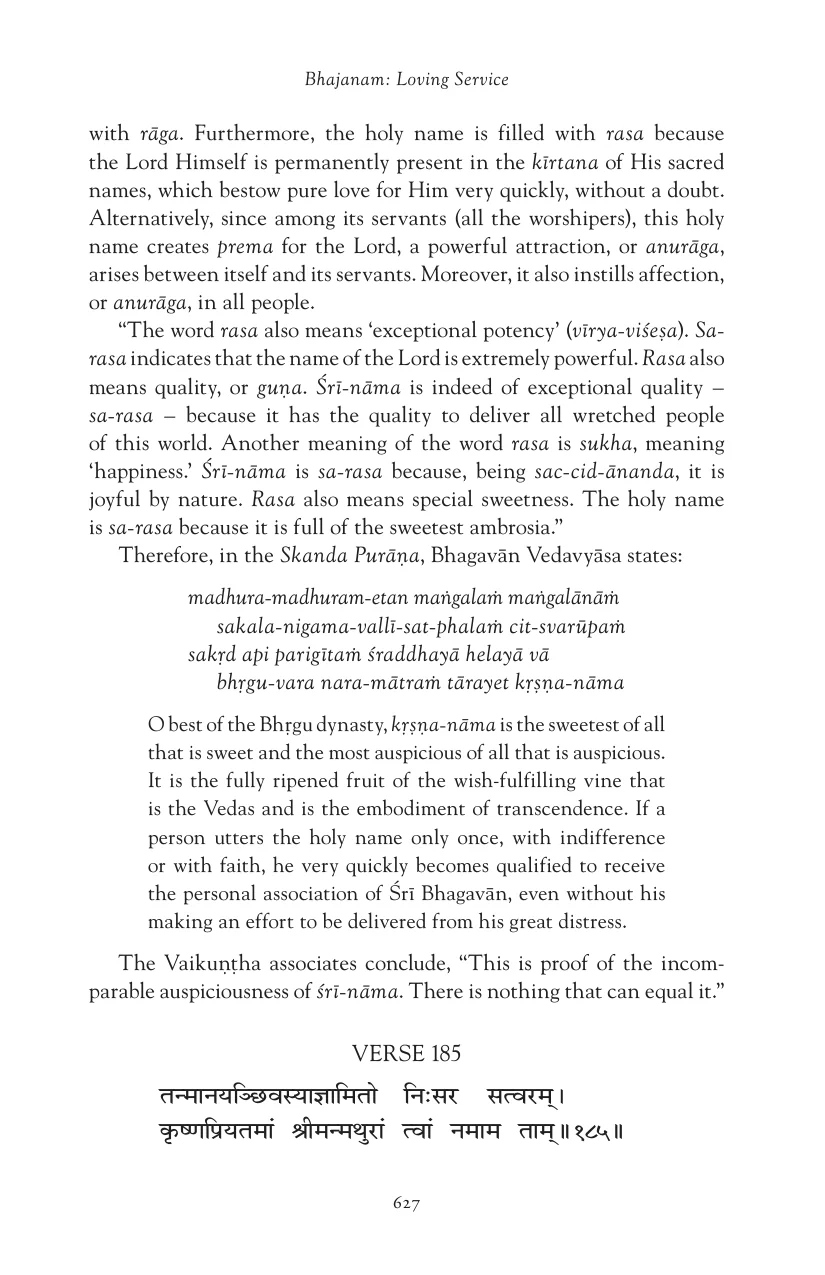 Bhajanam: Loving Service
with rāga. Furthermore, the holy name is filled with rasa because
the Lord Himself is permanently present in the kīrtana of His sacred
names, which bestow pure love for Him very quickly, without a doubt.
Alternatively, since among its servants (all the worshipers), this holy
name creates prema for the Lord, a powerful attraction, or anurāga,
arises between itself and its servants. Moreover, it also instills affection,
or anurāga, in all people.
“The word rasa also means ‘exceptional potency’ (vīrya-viśeṣa). Sa-
rasa indicates that the name of the Lord is extremely powerful. Rasa also
means quality, or guṇa. Śrī-nāma is indeed of exceptional quality –
sa-rasa – because it has the quality to deliver all wretched people
of this world. Another meaning of the word rasa is sukha, meaning
‘happiness.’ Śrī-nāma is sa-rasa because, being sac-cid-ānanda, it is
joyful by nature. Rasa also means special sweetness. The holy name
is sa-rasa because it is full of the sweetest ambrosia.”
Therefore, in the Skanda Purāṇa, Bhagavān Vedavyāsa states:
madhura-madhuram-etan maṅgalaṁ maṅgalānāṁ
sakala-nigama-vallī-sat-phalaṁ cit-svarūpaṁ
sakṛd api parigītaṁ śraddhayā helayā vā
bhṛgu-vara nara-mātraṁ tārayet kṛṣṇa-nāma
O best of the Bhṛgu dynasty, kṛṣṇa-nāma is the sweetest of all
that is sweet and the most auspicious of all that is auspicious.
It is the fully ripened fruit of the wish-fulfilling vine that
is the Vedas and is the embodiment of transcendence. If a
person utters the holy name only once, with indifference
or with faith, he very quickly becomes qualified to receive
the personal association of Śrī Bhagavān, even without his
making an effort to be delivered from his great distress.
The Vaikuṇṭha associates conclude, “This is proof of the incom-
parable auspiciousness of śrī-nāma. There is nothing that can equal it.”
VERSE 185
तन्मानयञ्छिवस्याज्ञामितो निःसर सत्वरम्।
कृष्णप्रियतमां श्रीमन्मथुरां त्वां नमाम ताम्॥१८५॥
627